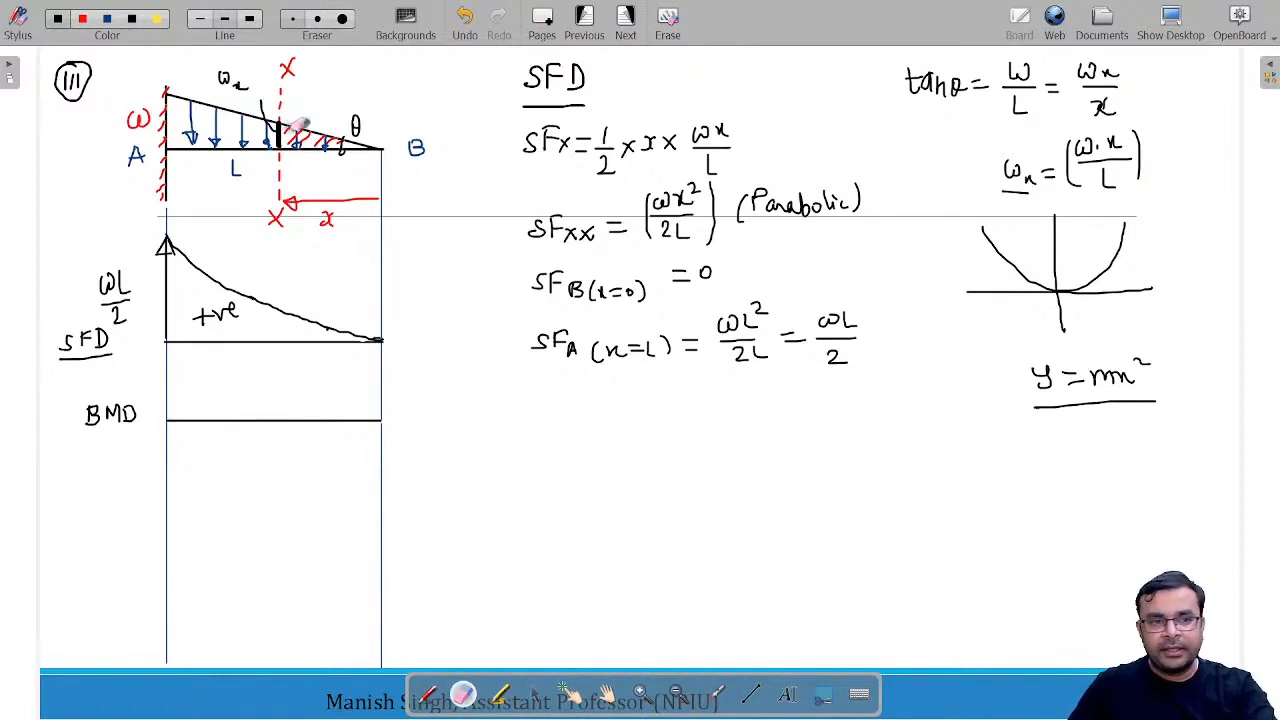 Stylus
Color
Line
Backgrounds
Undo
Redo
Pages
Previous
Next
Erase
Board
Web
Documents
Show Desktop
OpenBoard
III
ωx
X
ω
θ
A
B
L
X
x
ωL/2
+ve
SFD
BMD
SFD
SFx = 1/2 × x × ωx/L
SFxx = (ωx²/2L) (Parabolic)
SFB(x=0) = 0
SFA (x=L) = ωL²/2L = ωL/2
tanθ = ω/L = ωx/x
ωx = (ω.x/L)
y = mx²
Manish Singh, Assistant Professor (NPIU)